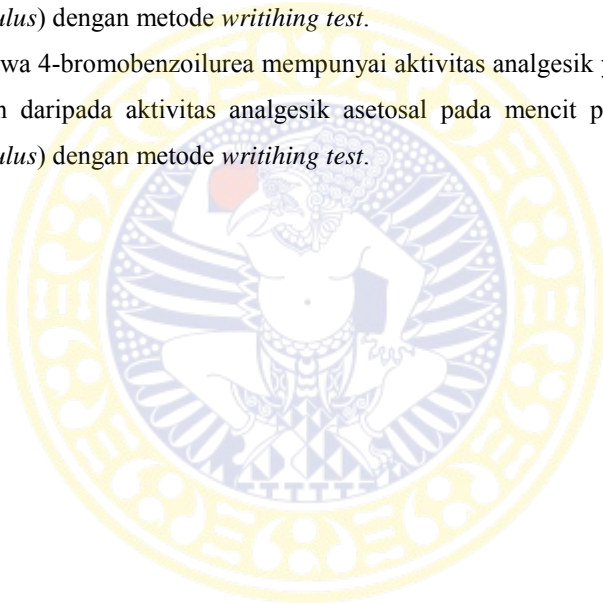 ulus) dengan metode writihing test.
wa 4-bromobenzoilurea mempunyai aktivitas analgesik
daripada aktivitas analgesik asetosal pada mencit
ulus) dengan metode writihing test.